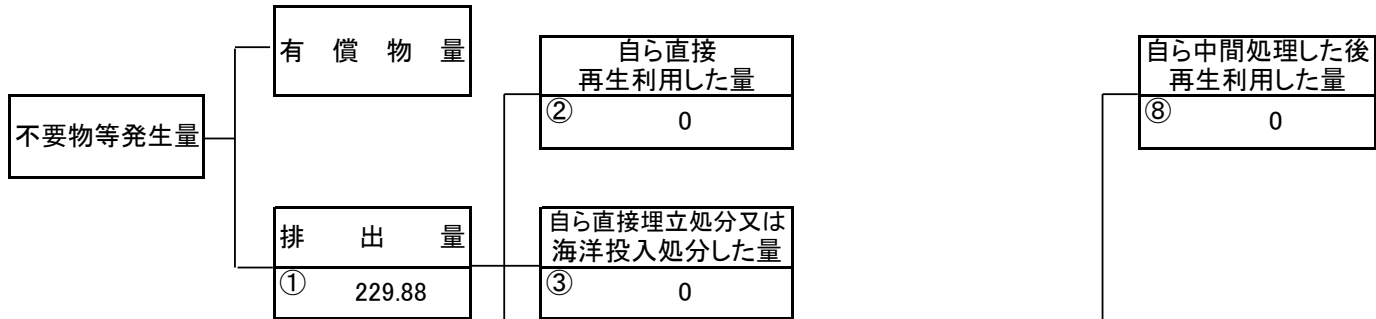 有償物量
自ら直接
再生利用した量
② 0
自ら中間処理した後
再生利用した量
⑧ 0
不要物等発生量
排出量
① 229.88
自ら直接埋立処分又は
海洋投入処分した量
③ 0